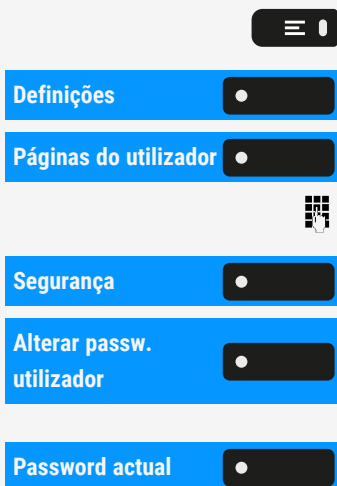 Definições
Páginas do utilizador
Segurança
Alterar passw.
utilizador
Password actual